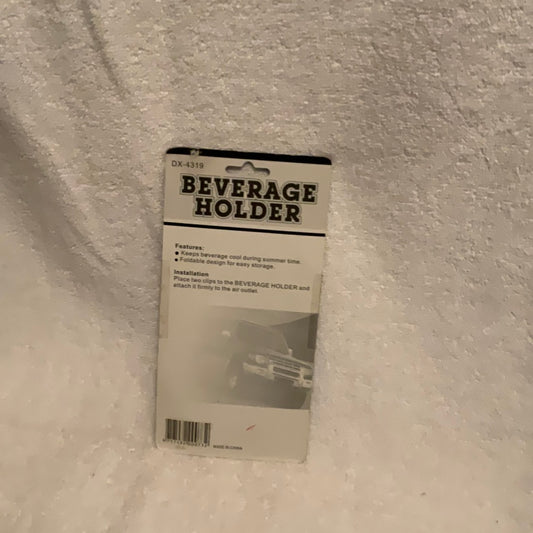 DX-4319
BEVERAGE
HOLDER
Features:
● Keeps beverage cool during summer time.
● Foldable design for easy storage.
Installation
Place two clips to the BEVERAGE HOLDER and
attach it firmly to the air outlet.
MADE IN CHINA